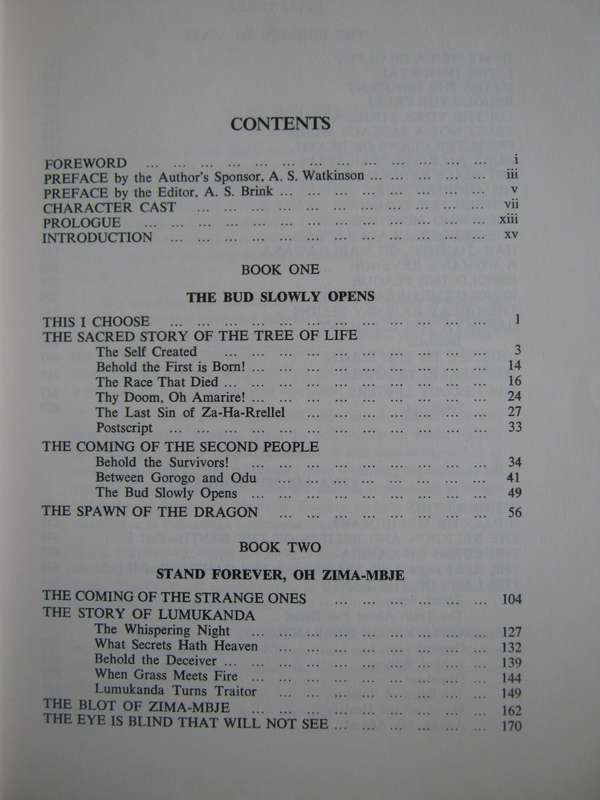 CONTENTS
FOREWORD ... ... ... ... ... ... ... ... ... ... ... ... ... i
PREFACE by the Author's Sponsor, A. S. Watkinson ... ... ... ... ... iii
PREFACE by the Editor, A. S. Brink ... ... ... ... ... ... ... ... v
CHARACTER CAST ... ... ... ... ... ... ... ... ... ... ... vii
PROLOGUE ... ... ... ... ... ... ... ... ... ... ... ... ... xiii
INTRODUCTION ... ... ... ... ... ... ... ... ... ... ... ... xv
BOOK ONE
THE BUD SLOWLY OPENS
THIS I CHOOSE ... ... ... ... ... ... ... ... ... ... ... ... 1
THE SACRED STORY OF THE TREE OF LIFE
The Self Created ... ... ... ... ... ... ... ... ... ... 3
Behold the First is Born! ... ... ... ... ... ... ... ... ... 14
The Race That Died ... ... ... ... ... ... ... ... ... ... 16
Thy Doom, Oh Amarire! ... ... ... ... ... ... ... ... ... 24
The Last Sin of Za-Ha-Rrellel ... ... ... ... ... ... ... 27
Postscript ... ... ... ... ... ... ... ... ... ... ... ... 33
THE COMING OF THE SECOND PEOPLE
Behold the Survivors! ... ... ... ... ... ... ... ... ... 34
Between Gorogo and Odu ... ... ... ... ... ... ... ... 41
The Bud Slowly Opens ... ... ... ... ... ... ... ... ... 49
THE SPAWN OF THE DRAGON ... ... ... ... ... ... ... ... 56
BOOK TWO
STAND FOREVER, OH ZIMA-MBJE
THE COMING OF THE STRANGE ONES ... ... ... ... ... ... 104
THE STORY OF LUMUKANDA
The Whispering Night ... ... ... ... ... ... ... ... ... 127
What Secrets Hath Heaven ... ... ... ... ... ... ... ... 132
Behold the Deceiver ... ... ... ... ... ... ... ... ... ... 139
When Grass Meets Fire ... ... ... ... ... ... ... ... ... 144
Lumukanda Turns Traitor ... ... ... ... ... ... ... ... 149
THE BLOT OF ZIMA-MBJE ... ... ... ... ... ... ... ... ... 162
THE EYE IS BLIND THAT WILL NOT SEE ... ... ... ... ... ... 170